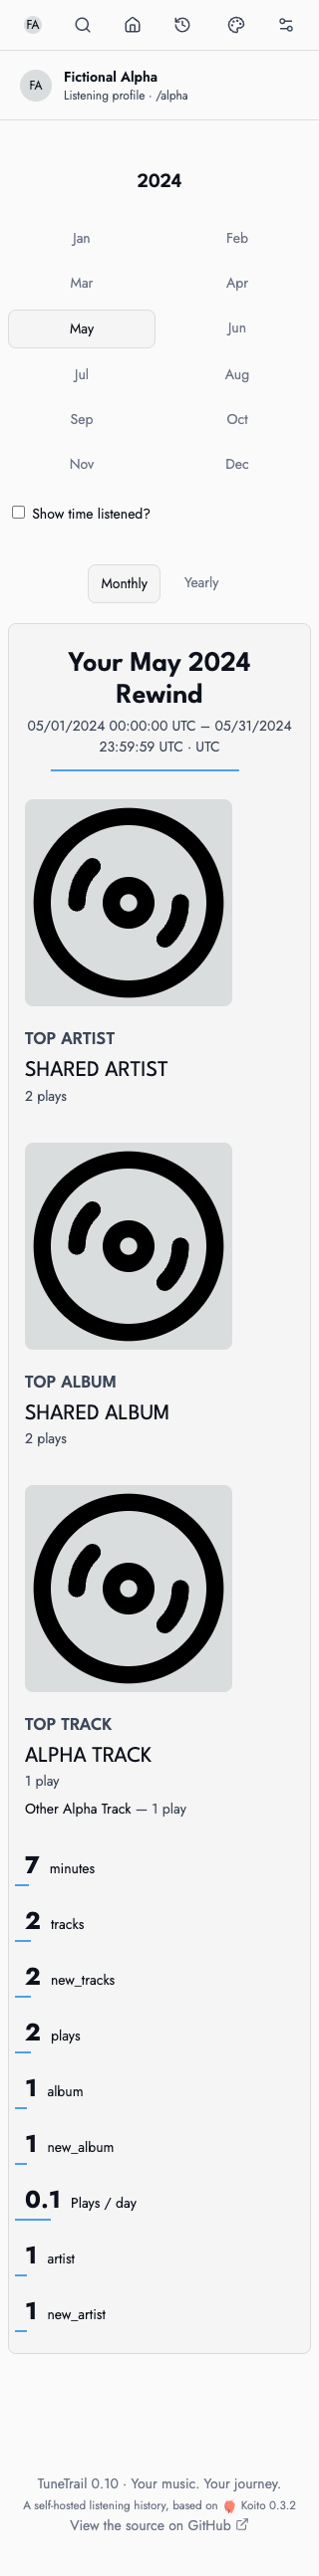 FA
FA
Fictional Alpha
Listening profile · /alpha
2024
Jan Feb
Mar Apr
May Jun
Jul Aug
Sep Oct
Nov Dec
Show time listened?
Monthly Yearly
Your May 2024
Rewind
05/01/2024 00:00:00 UTC – 05/31/2024
23:59:59 UTC · UTC
TOP ARTIST
SHARED ARTIST
2 plays
TOP ALBUM
SHARED ALBUM
2 plays
TOP TRACK
ALPHA TRACK
1 play
Other Alpha Track — 1 play
7 minutes
2 tracks
2 new_tracks
2 plays
1 album
1 new_album
0.1 Plays / day
1 artist
1 new_artist
TuneTrail 0.10 · Your music. Your journey.
A self-hosted listening history, based on Koito 0.3.2
View the source on GitHub